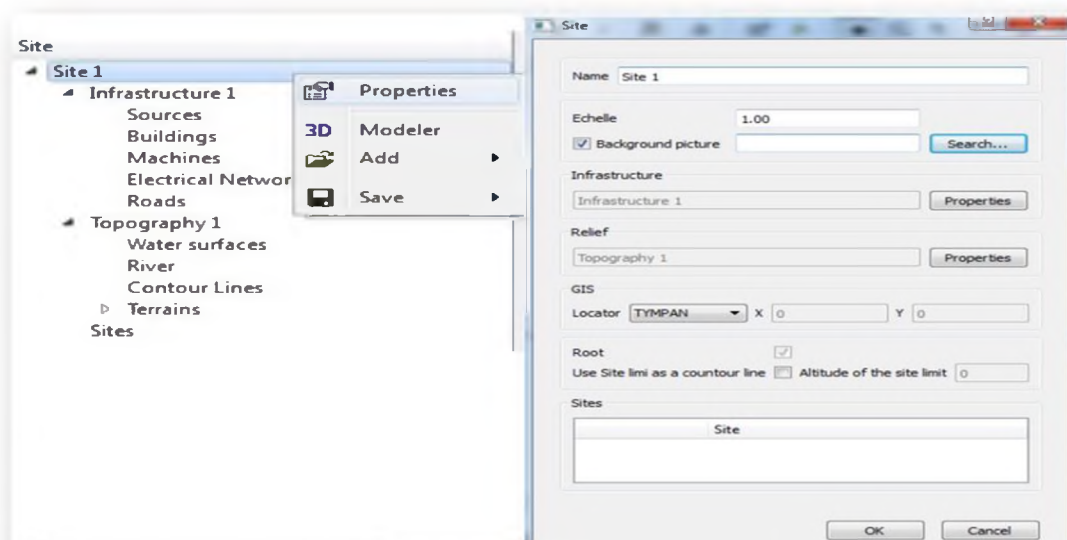 Site
Site 1
Infrastructure 1
Sources
Buildings
Machines
Electrical Networ
Roads
Topography 1
Water surfaces
River
Contour Lines
Terrains
Sites
Properties
3D Modeler
Add
Save
Site
Name Site 1
Echelle 1.00
Background picture Search...
Infrastructure
Infrastructure 1 Properties
Relief
Topography 1 Properties
GIS
Locator TYMPAN X 0 Y 0
Root
Use Site limi as a countour line Altitude of the site limit 0
Sites
Site
OK Cancel